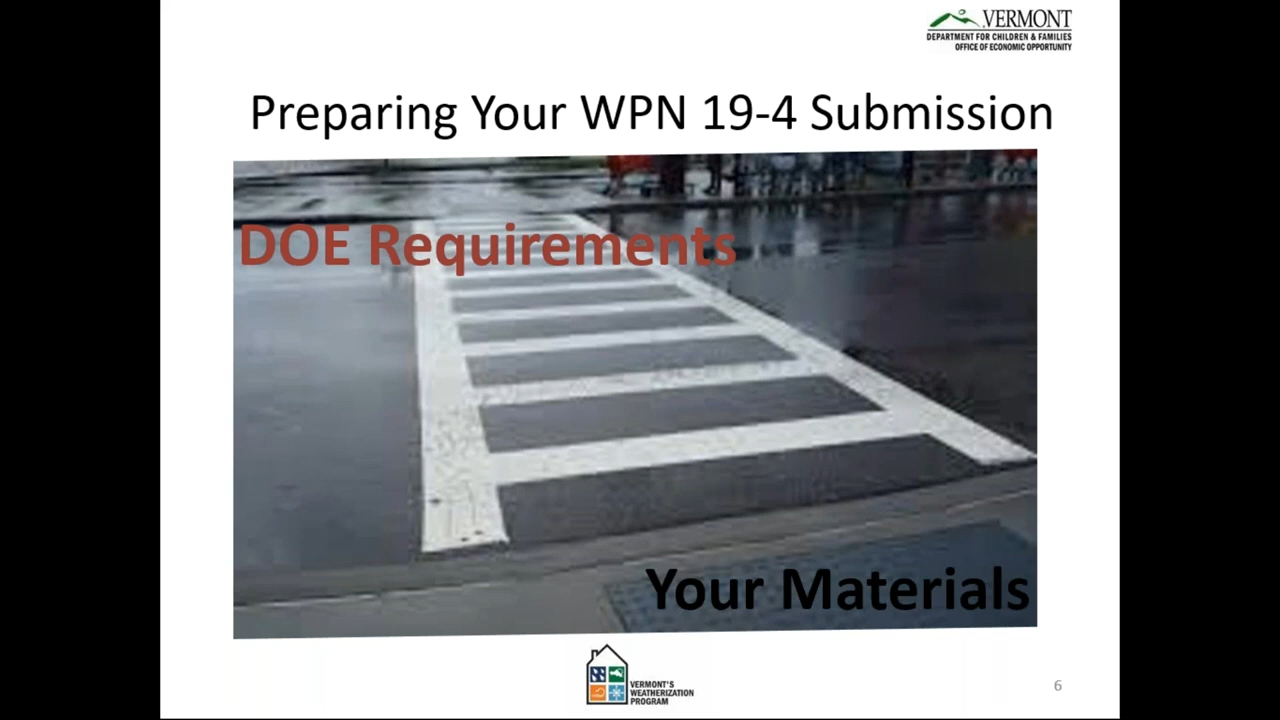 VERMONT
DEPARTMENT FOR CHILDREN & FAMILIES
OFFICE OF ECONOMIC OPPORTUNITY
Preparing Your WPN 19-4 Submission
DOE Requirements
Your Materials
VERMONT'S
WEATHERIZATION
PROGRAM
6